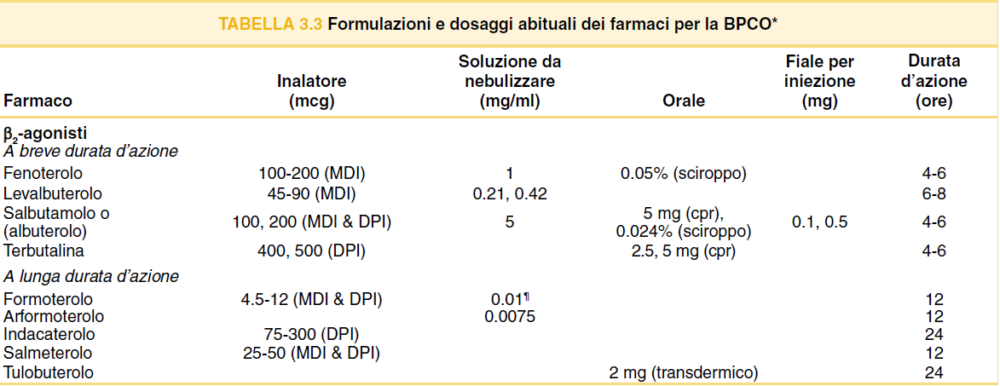 TABELLA 3.3 Formulazioni e dosaggi abituali dei farmaci per la BPCO*
Farmaco Inalatore (mcg) Soluzione da nebulizzare (mg/ml) Orale Fiale per iniezione (mg) Durata d’azione (ore)
β2-agonisti
A breve durata d’azione
Fenoterolo 100-200 (MDI) 1 0.05% (sciroppo) 4-6
Levalbuterolo 45-90 (MDI) 0.21, 0.42 6-8
Salbutamolo o (albuterolo) 100, 200 (MDI & DPI) 5 5 mg (cpr), 0.024% (sciroppo) 0.1, 0.5 4-6
Terbutalina 400, 500 (DPI) 2.5, 5 mg (cpr) 4-6
A lunga durata d’azione
Formoterolo 4.5-12 (MDI & DPI) 0.01¶ 12
Arformoterolo 0.0075 12
Indacaterolo 75-300 (DPI) 24
Salmeterolo 25-50 (MDI & DPI) 12
Tulobuterolo 2 mg (transdermico) 24